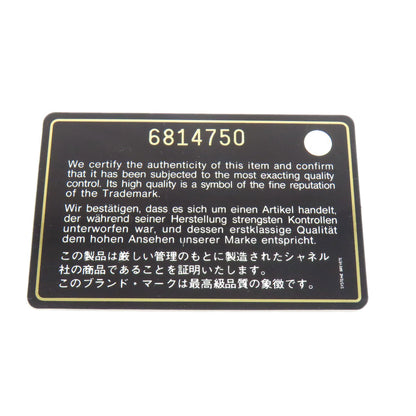 6814750
We certify the authenticity of this item and confirm
that it has been subjected to the most exacting quality
control. Its high quality is a symbol of the fine reputation
of the Trademark.
Wir bestätigen, dass es sich um einen Artikel handelt,
der während seiner Herstellung strengsten Kontrollen
unterworfen war, und dessen erstklassige Qualität
dem hohen Ansehen unserer Marke entspricht.
この製品は厳しい管理のもとに製造されたシャネル
社の商品であることを証明いたします。
このブランド・マークは最高級品質の象徴です。